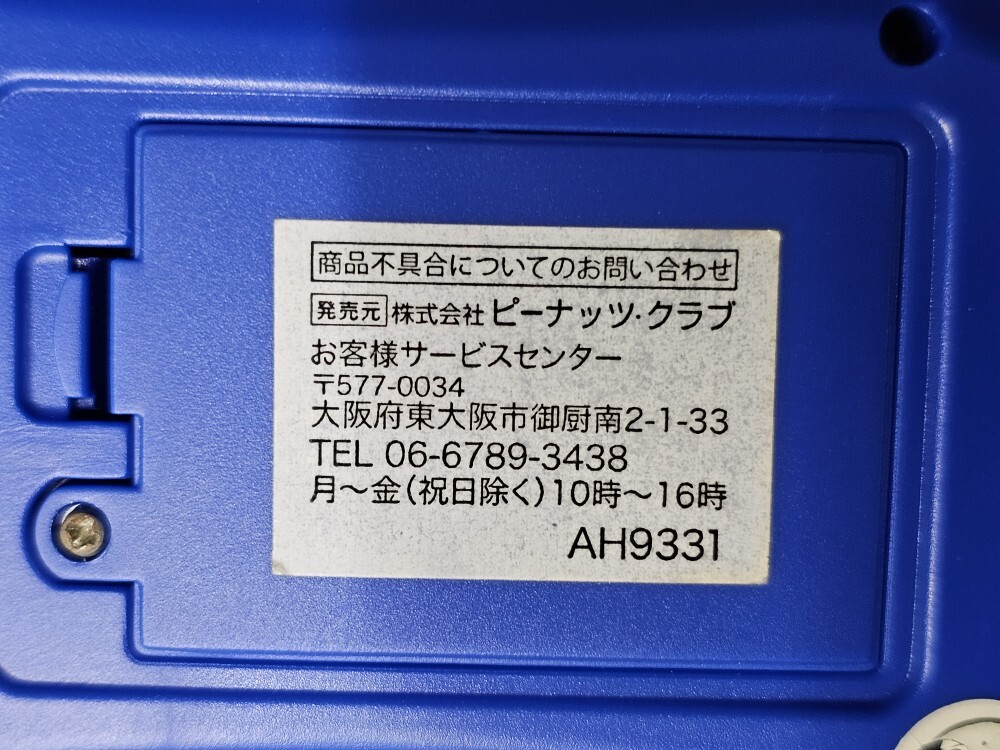 商品不具合についてのお問い合わせ
発売元 株式会社 ピーナッツ・クラブ
お客様サービスセンター
〒577-0034
大阪府東大阪市御厨南2-1-33
TEL 06-6789-3438
月～金(祝日除く)10時～16時
AH9331